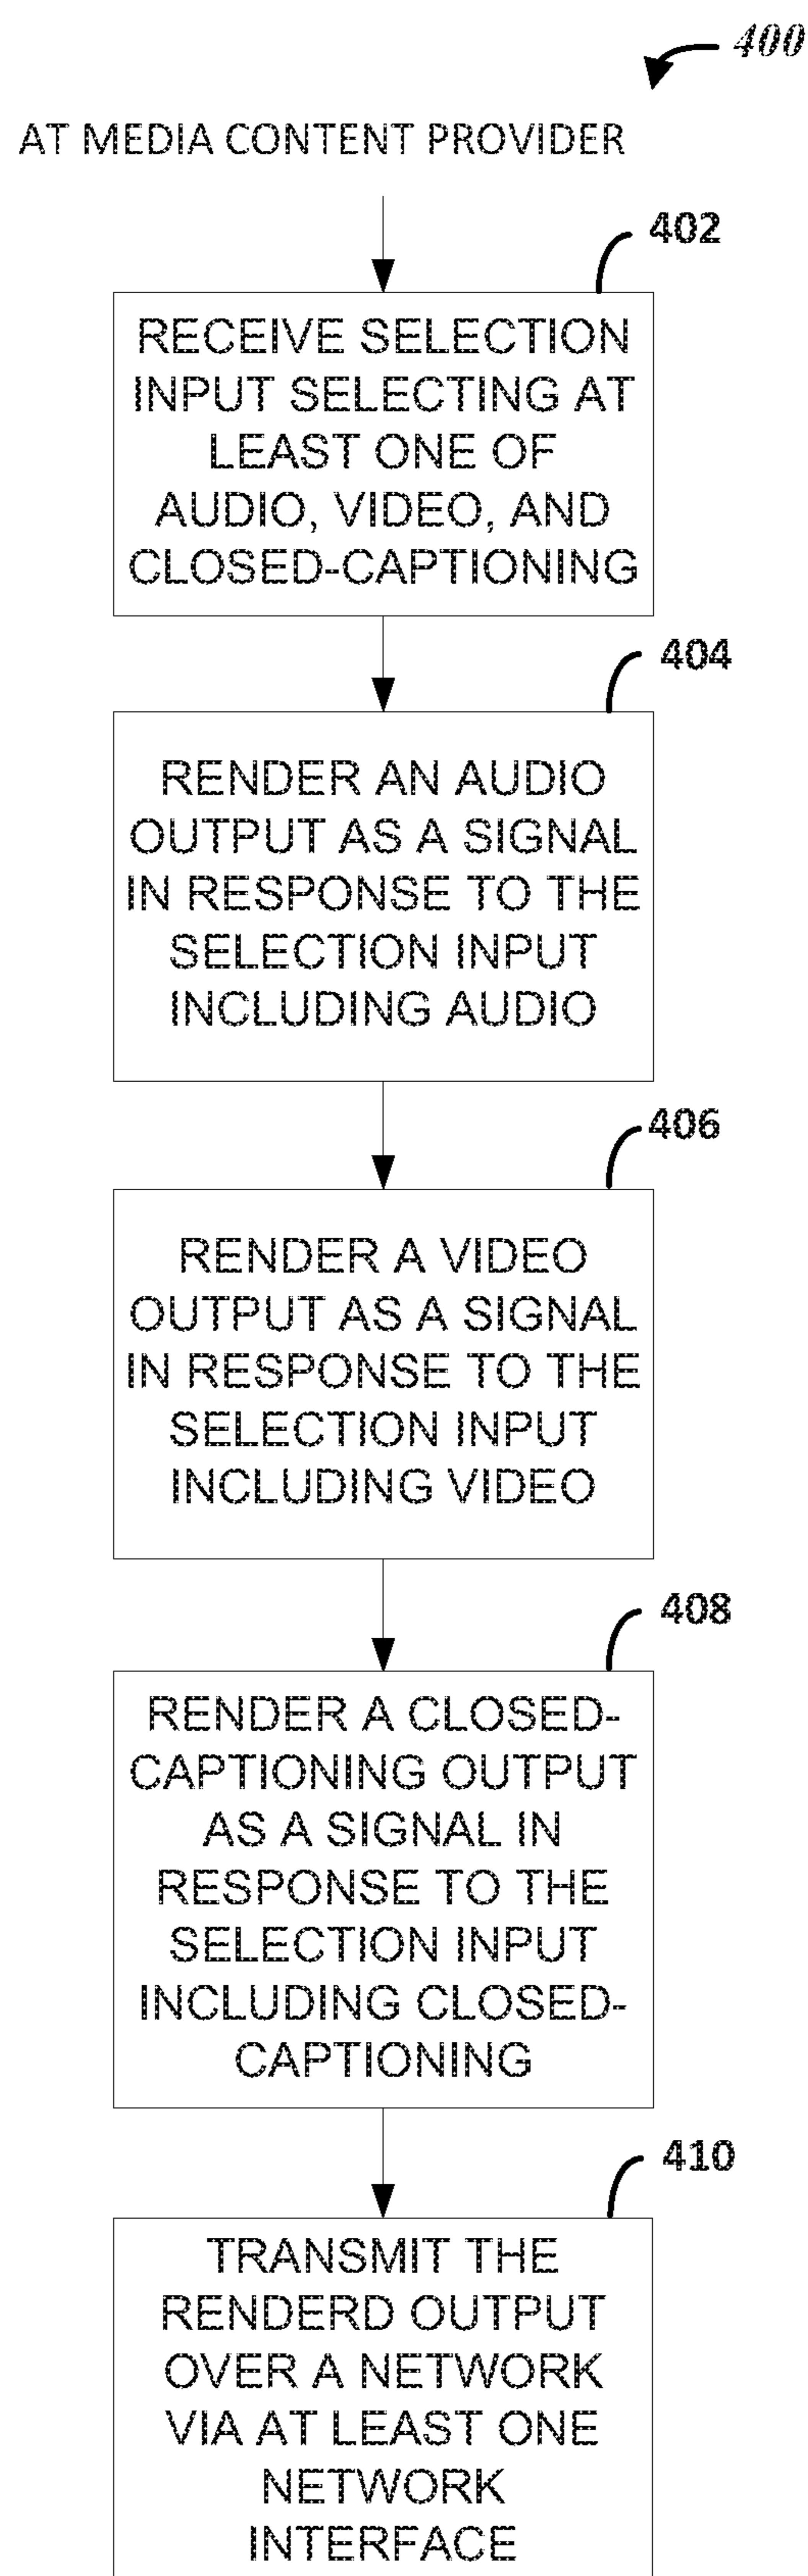 400
AT MEDIA CONTENT PROVIDER
402
RECEIVE SELECTION
INPUT SELECTING AT
LEAST ONE OF
AUDIO, VIDEO, AND
CLOSED-CAPTIONING
404
RENDER AN AUDIO
OUTPUT AS A SIGNAL
IN RESPONSE TO THE
SELECTION INPUT
INCLUDING AUDIO
406
RENDER A VIDEO
OUTPUT AS A SIGNAL
IN RESPONSE TO THE
SELECTION INPUT
INCLUDING VIDEO
408
RENDER A CLOSED-
CAPTIONING OUTPUT
AS A SIGNAL IN
RESPONSE TO THE
SELECTION INPUT
INCLUDING CLOSED-
CAPTIONING
410
TRANSMIT THE
RENDERD OUTPUT
OVER A NETWORK
VIA AT LEAST ONE
NETWORK
INTERFACE